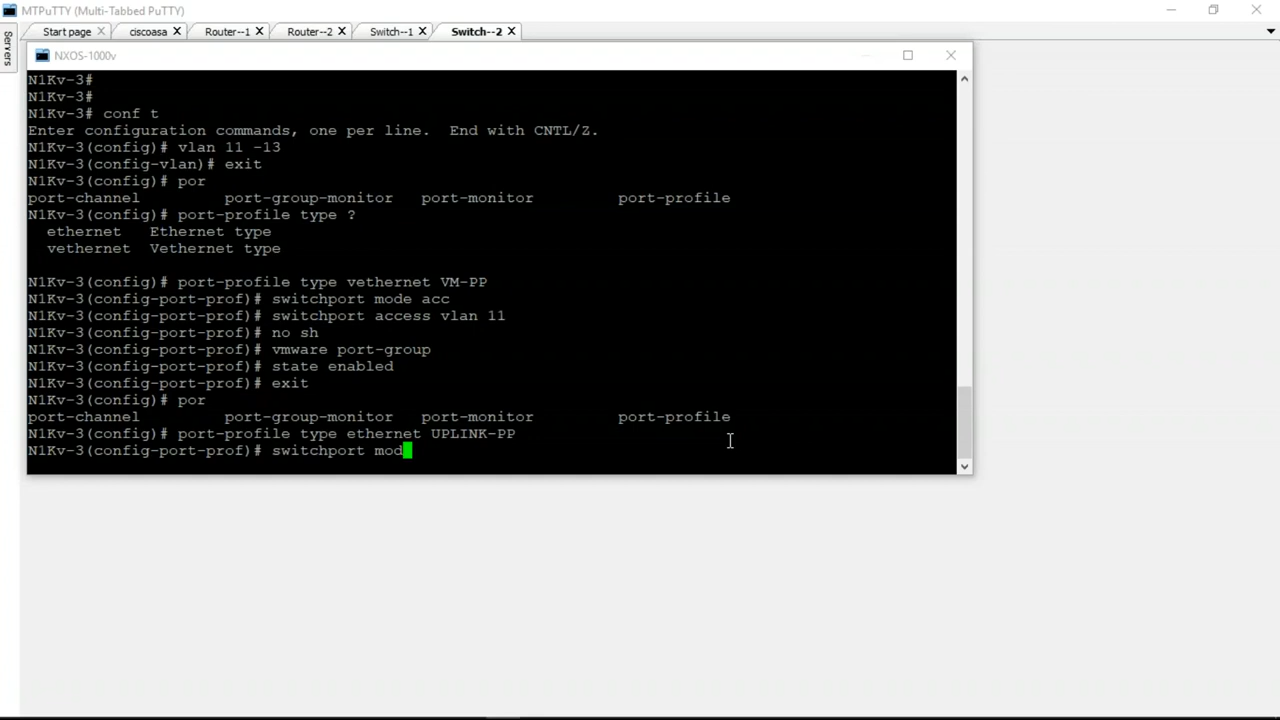 MTPuTTY (Multi-Tabbed PuTTY)
Start page ciscoasa Router--1 Router--2 Switch--1 Switch--2
Servers
NXOS-1000v
N1Kv-3#
N1Kv-3#
N1Kv-3# conf t
Enter configuration commands, one per line.  End with CNTL/Z.
N1Kv-3(config)# vlan 11 -13
N1Kv-3(config-vlan)# exit
N1Kv-3(config)# por
port-channel port-group-monitor port-monitor port-profile
N1Kv-3(config)# port-profile type ?
ethernet Ethernet type
vethernet Vethernet type
N1Kv-3(config)# port-profile type vethernet VM-PP
N1Kv-3(config-port-prof)# switchport mode acc
N1Kv-3(config-port-prof)# switchport access vlan 11
N1Kv-3(config-port-prof)# no sh
N1Kv-3(config-port-prof)# vmware port-group
N1Kv-3(config-port-prof)# state enabled
N1Kv-3(config-port-prof)# exit
N1Kv-3(config)# por
port-channel port-group-monitor port-monitor port-profile
N1Kv-3(config)# port-profile type ethernet UPLINK-PP
N1Kv-3(config-port-prof)# switchport mod